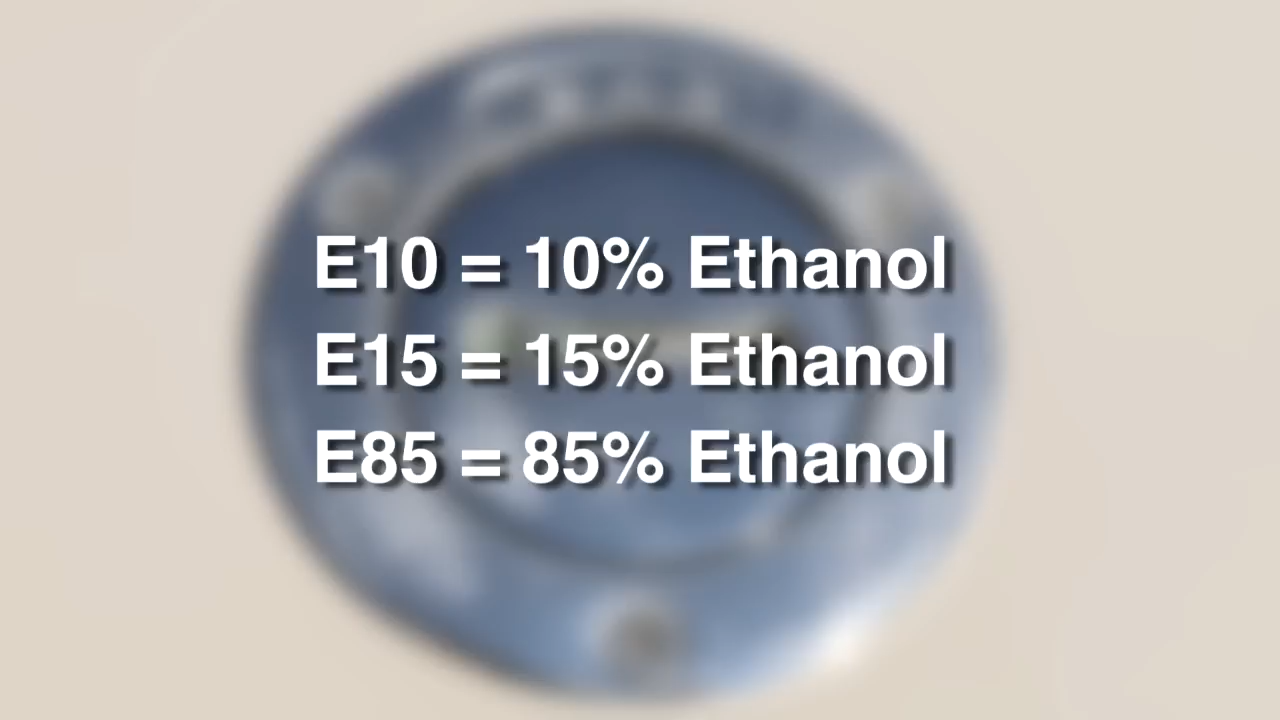 E10 = 10% Ethanol
E15 = 15% Ethanol
E85 = 85% Ethanol